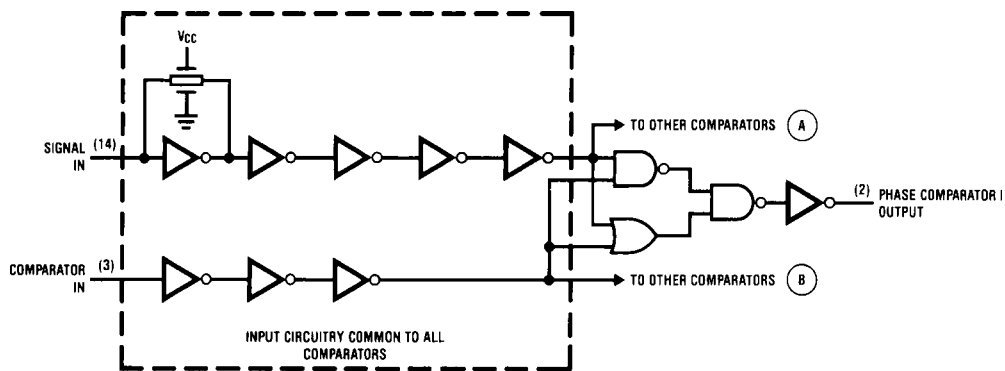 VCC
SIGNAL (14)
IN
TO OTHER COMPARATORS A
(2) PHASE COMPARATOR I
OUTPUT
COMPARATOR (3)
IN
TO OTHER COMPARATORS B
INPUT CIRCUITRY COMMON TO ALL
COMPARATORS